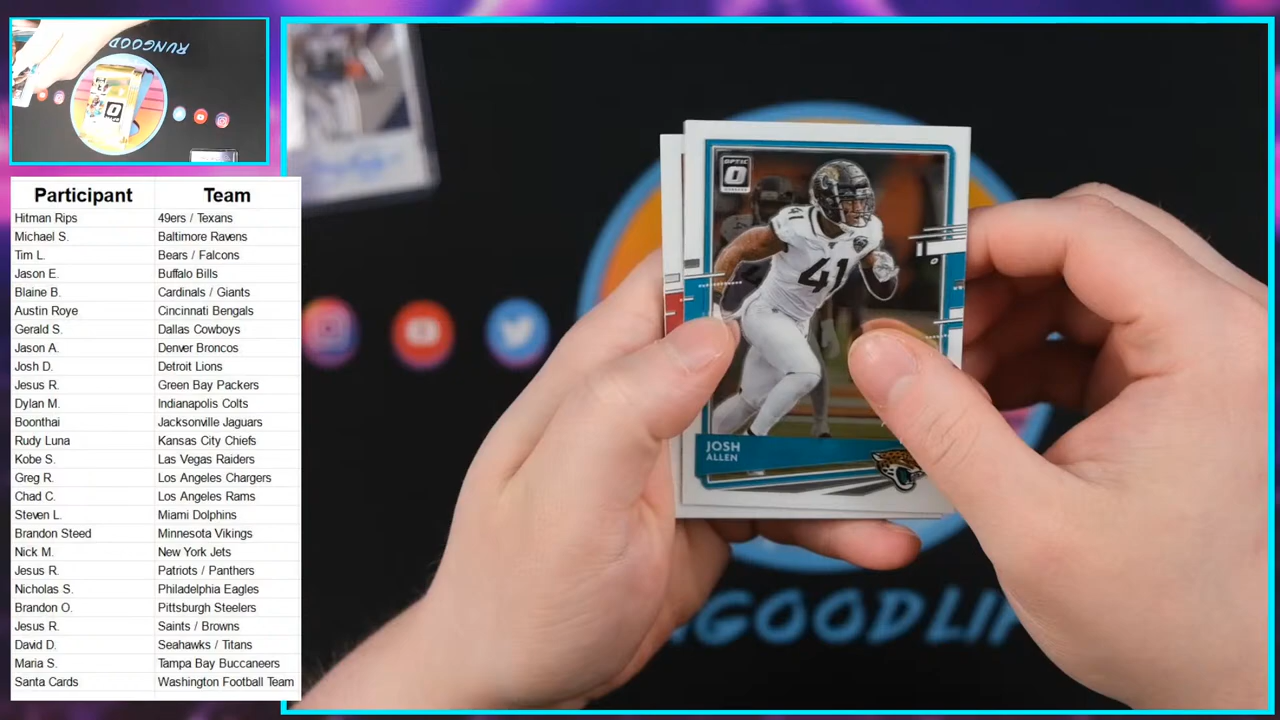 RUNGOOD
Participant Team
Hitman Rips 49ers / Texans
Michael S. Baltimore Ravens
Tim L. Bears / Falcons
Jason E. Buffalo Bills
Blaine B. Cardinals / Giants
Austin Roye Cincinnati Bengals
Gerald S. Dallas Cowboys
Jason A. Denver Broncos
Josh D. Detroit Lions
Jesus R. Green Bay Packers
Dylan M. Indianapolis Colts
Boonthai Jacksonville Jaguars
Rudy Luna Kansas City Chiefs
Kobe S. Las Vegas Raiders
Greg R. Los Angeles Chargers
Chad C. Los Angeles Rams
Steven L. Miami Dolphins
Brandon Steed Minnesota Vikings
Nick M. New York Jets
Jesus R. Patriots / Panthers
Nicholas S. Philadelphia Eagles
Brandon O. Pittsburgh Steelers
Jesus R. Saints / Browns
David D. Seahawks / Titans
Maria S. Tampa Bay Buccaneers
Santa Cards Washington Football Team
OPTIC
41
41
JOSH
ALLEN
NGOODLIF